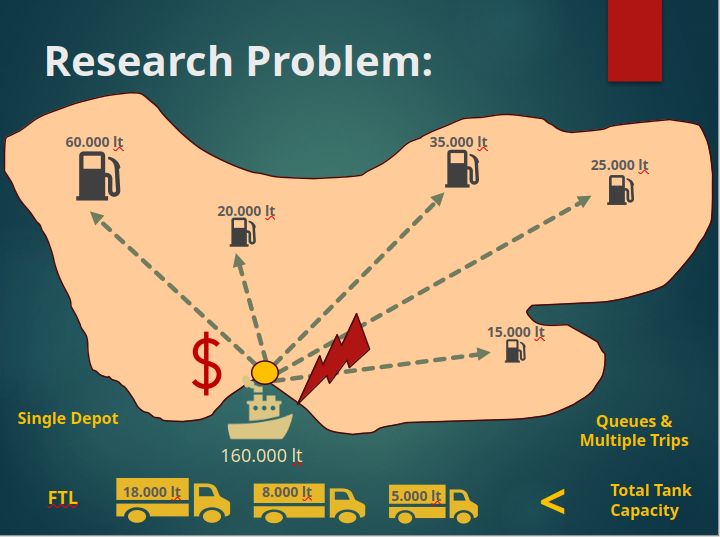 Research Problem:
60.000 lt
35.000 lt
25.000 lt
20.000 lt
15.000 lt
$
Single Depot
Queues &
Multiple Trips
160.000 lt
FTL
18.000 lt
8.000 lt
5.000 lt
<
Total Tank
Capacity